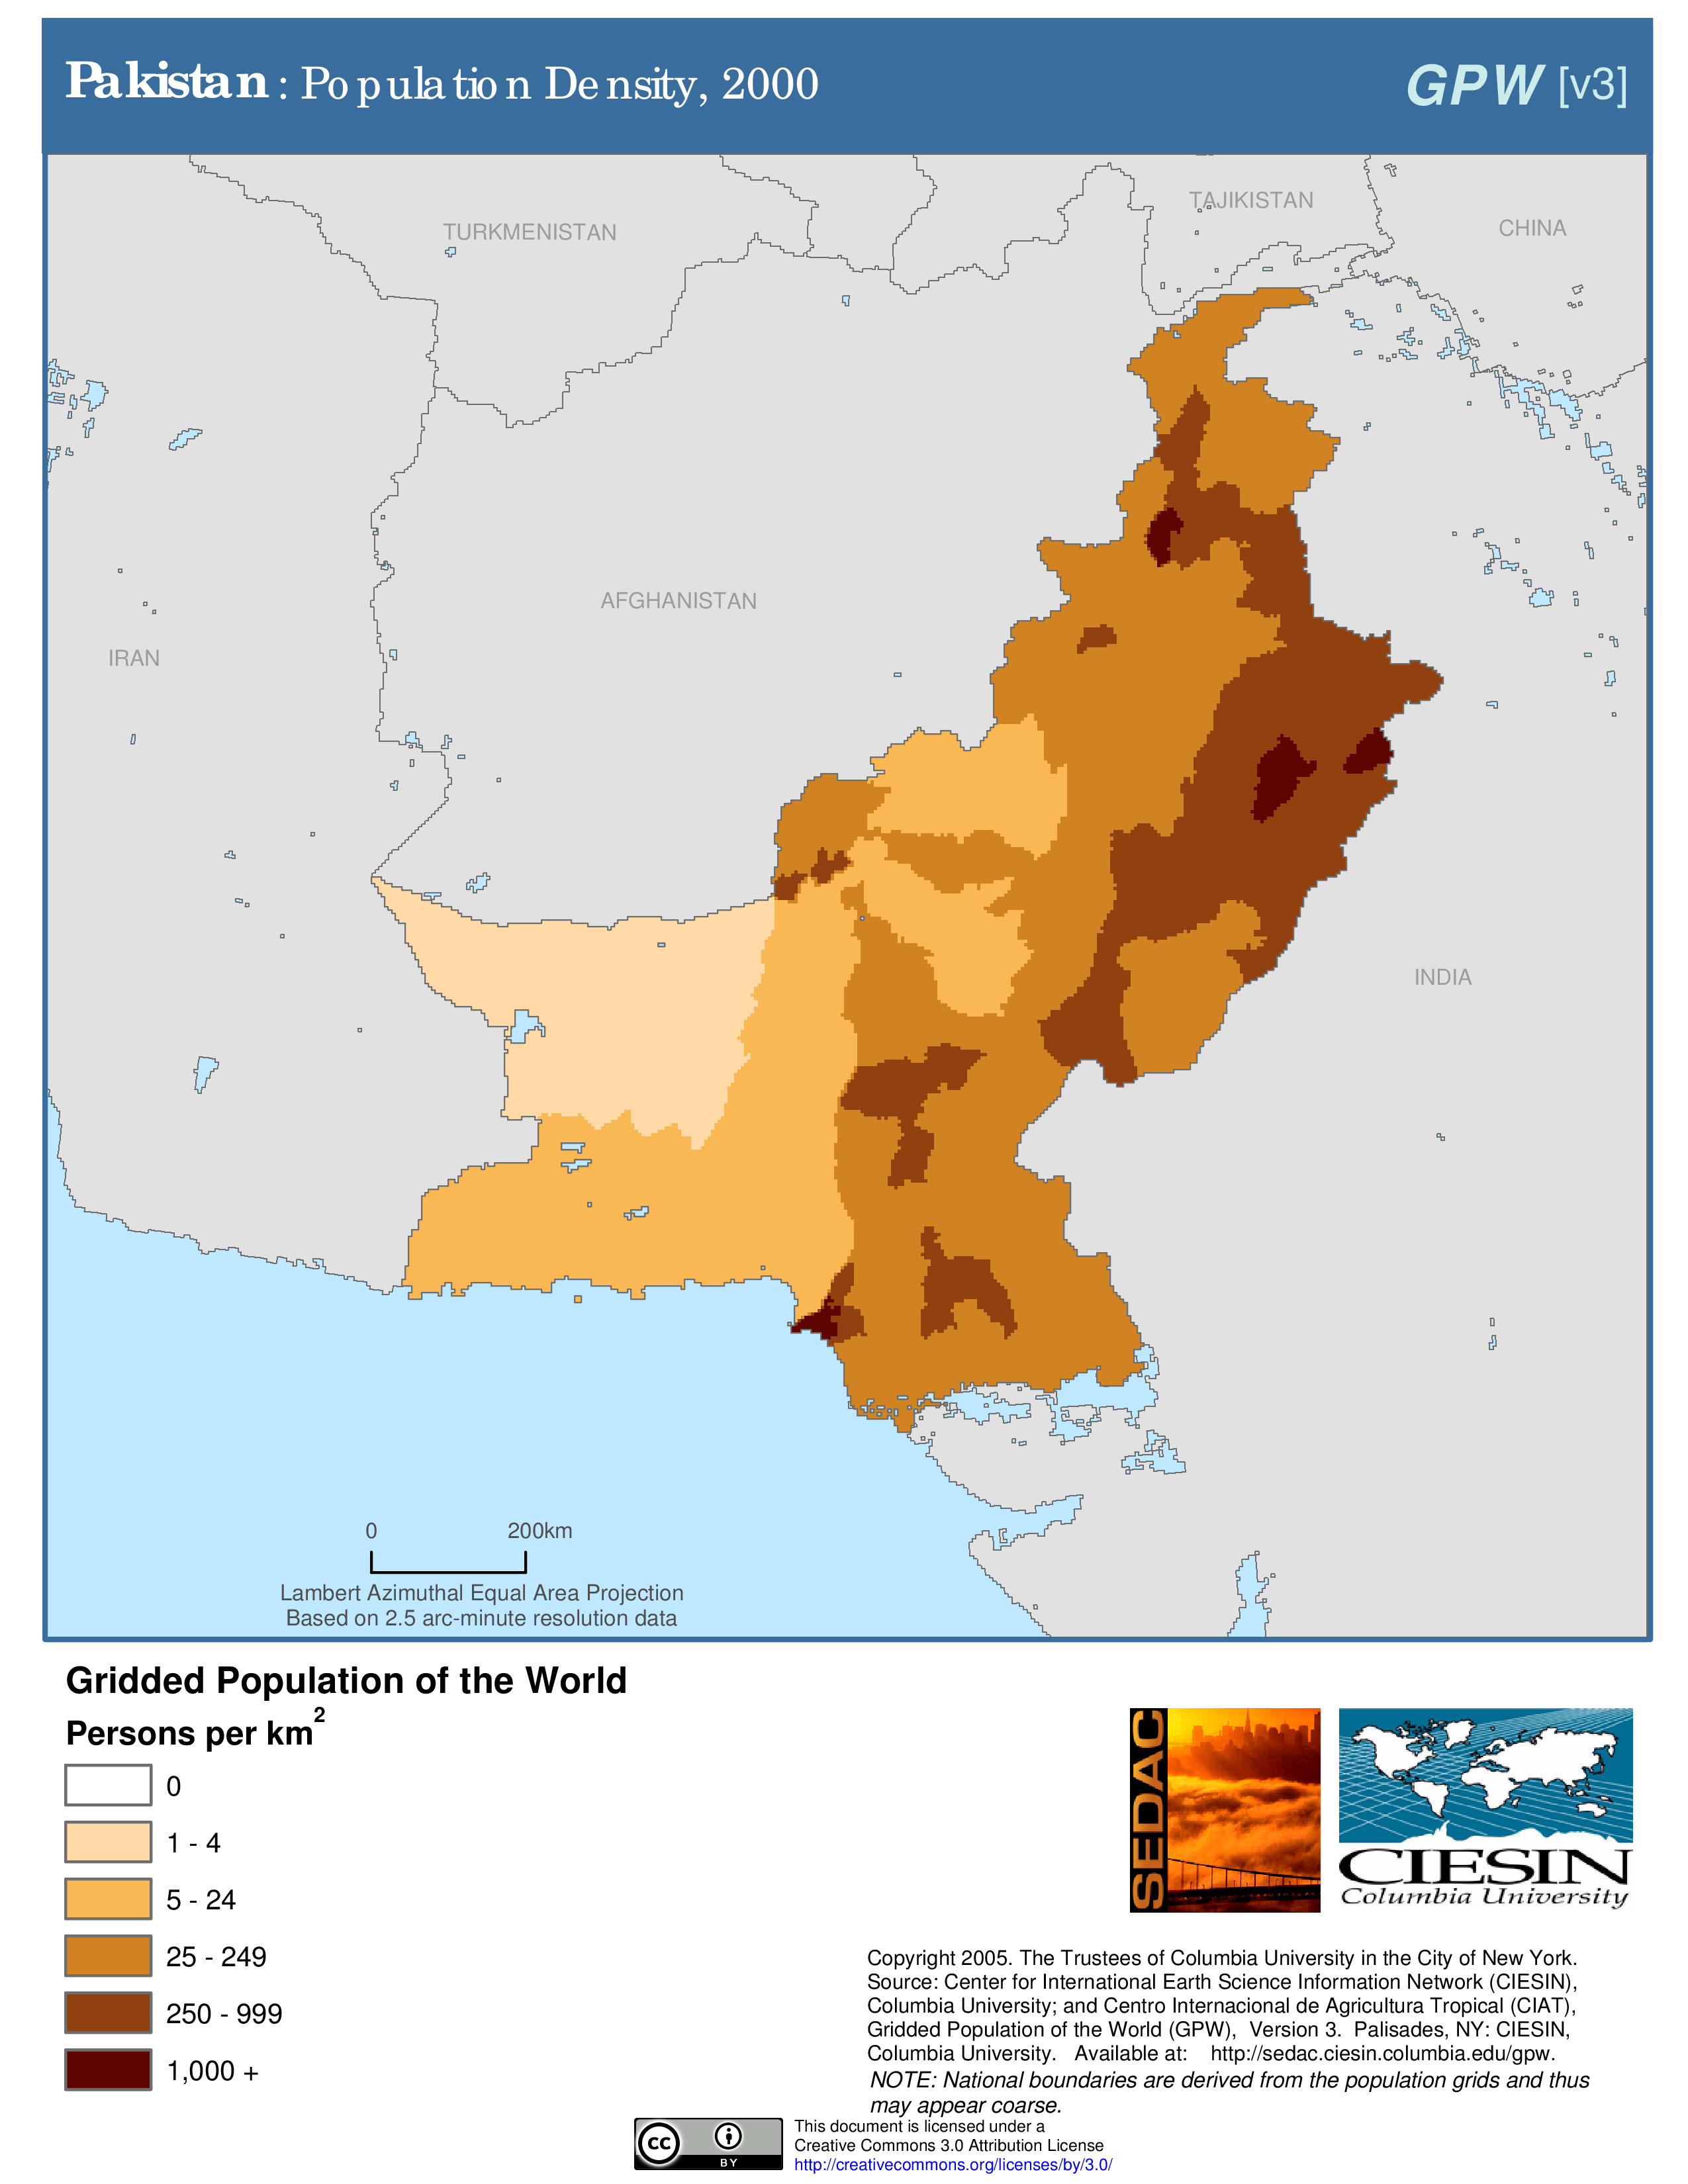 Pakistan : Population Density, 2000
GPW [v3]
TURKMENISTAN
TAJIKISTAN
CHINA
AFGHANISTAN
IRAN
INDIA
0 200km
Lambert Azimuthal Equal Area Projection
Based on 2.5 arc-minute resolution data
Gridded Population of the World
Persons per km²
0
1 - 4
5 - 24
25 - 249
250 - 999
1,000 +
SEDAC
CIESIN
Columbia University
Copyright 2005. The Trustees of Columbia University in the City of New York.
Source: Center for International Earth Science Information Network (CIESIN),
Columbia University; and Centro Internacional de Agricultura Tropical (CIAT),
Gridded Population of the World (GPW), Version 3. Palisades, NY: CIESIN,
Columbia University. Available at: http://sedac.ciesin.columbia.edu/gpw.
NOTE: National boundaries are derived from the population grids and thus
may appear coarse.
cc
BY
This document is licensed under a
Creative Commons 3.0 Attribution License
http://creativecommons.org/licenses/by/3.0/